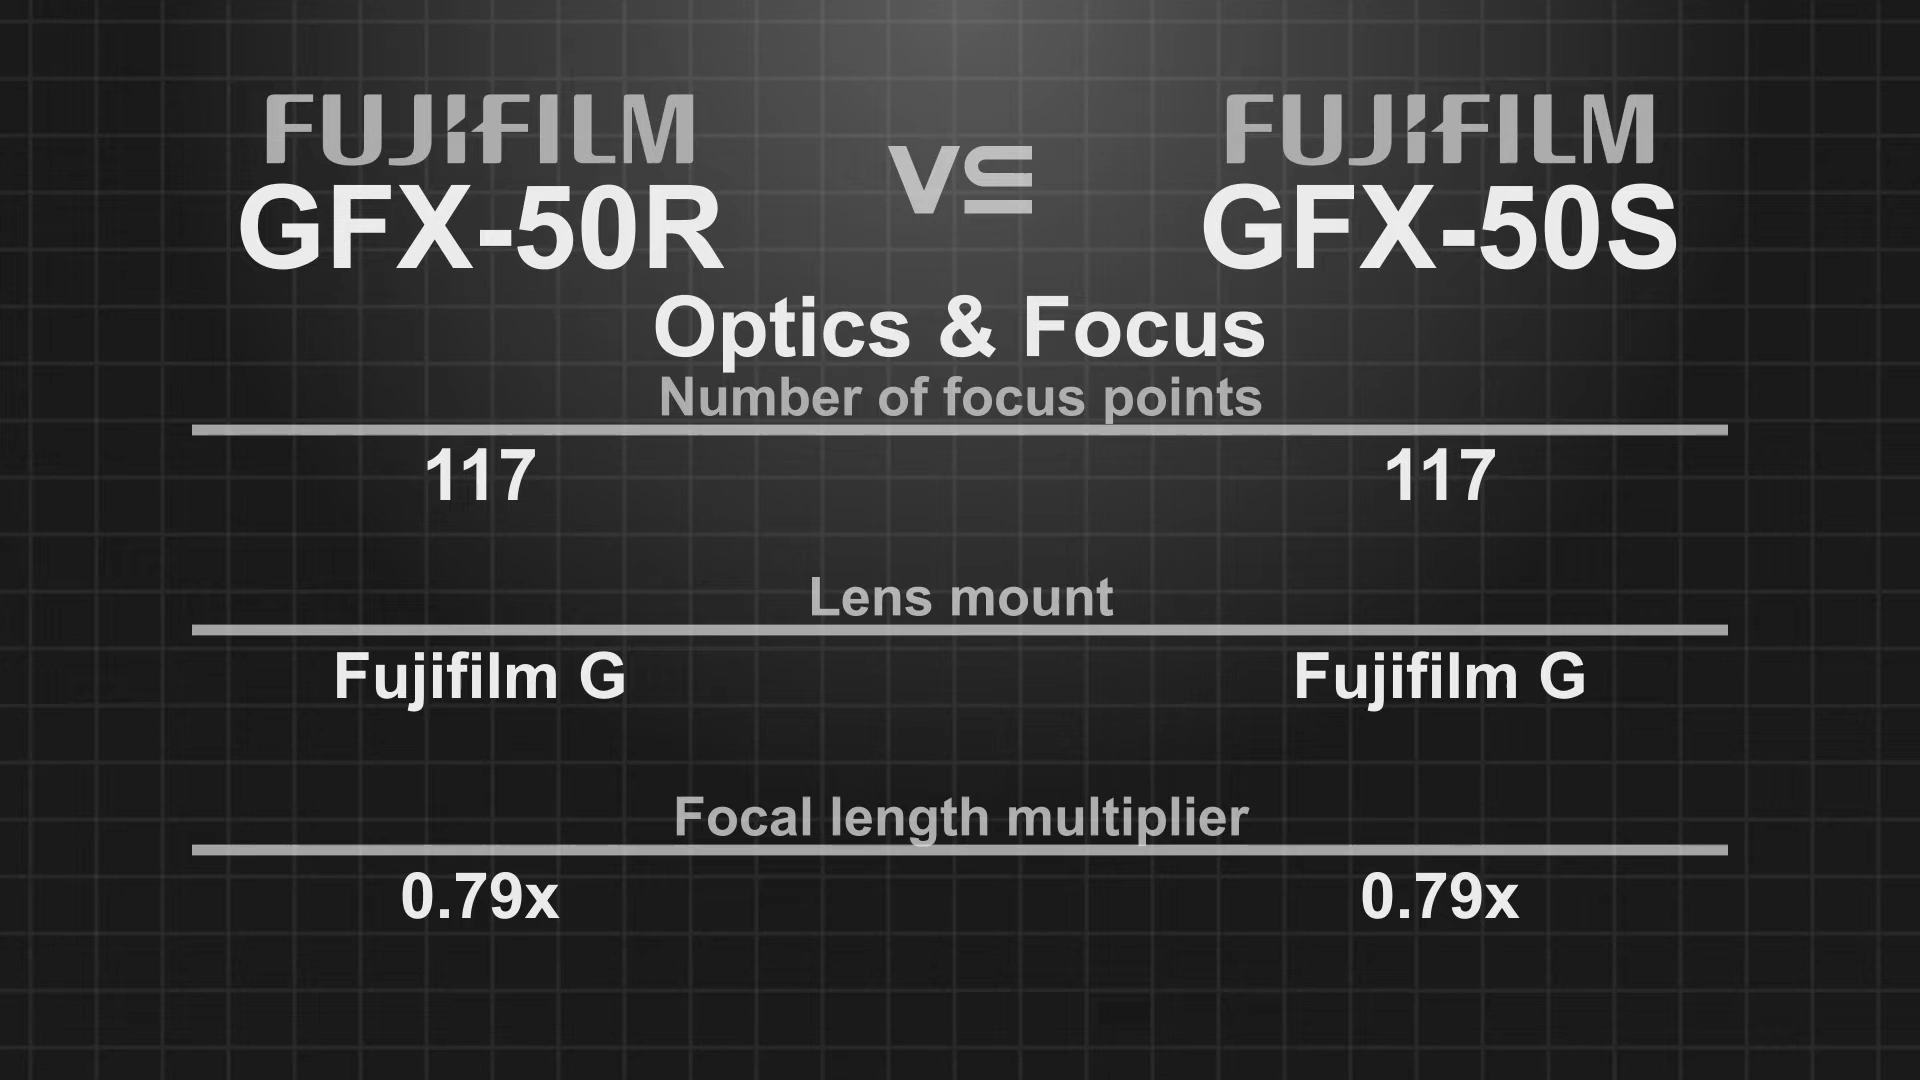 FUJIFILM VS FUJIFILM
GFX-50R GFX-50S
Optics & Focus
Number of focus points
117 117
Lens mount
Fujifilm G Fujifilm G
Focal length multiplier
0.79x 0.79x